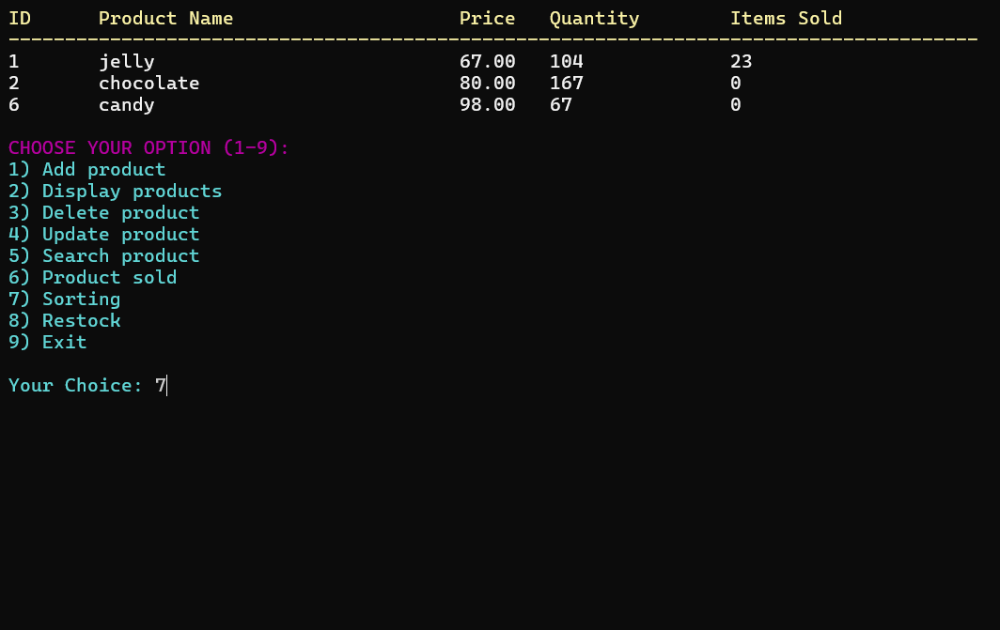 ID Product Name Price Quantity Items Sold
--------------------------------------------------------------------------------------
1 jelly 67.00 104 23
2 chocolate 80.00 167 0
6 candy 98.00 67 0
CHOOSE YOUR OPTION (1-9):
1) Add product
2) Display products
3) Delete product
4) Update product
5) Search product
6) Product sold
7) Sorting
8) Restock
9) Exit
Your Choice: 7